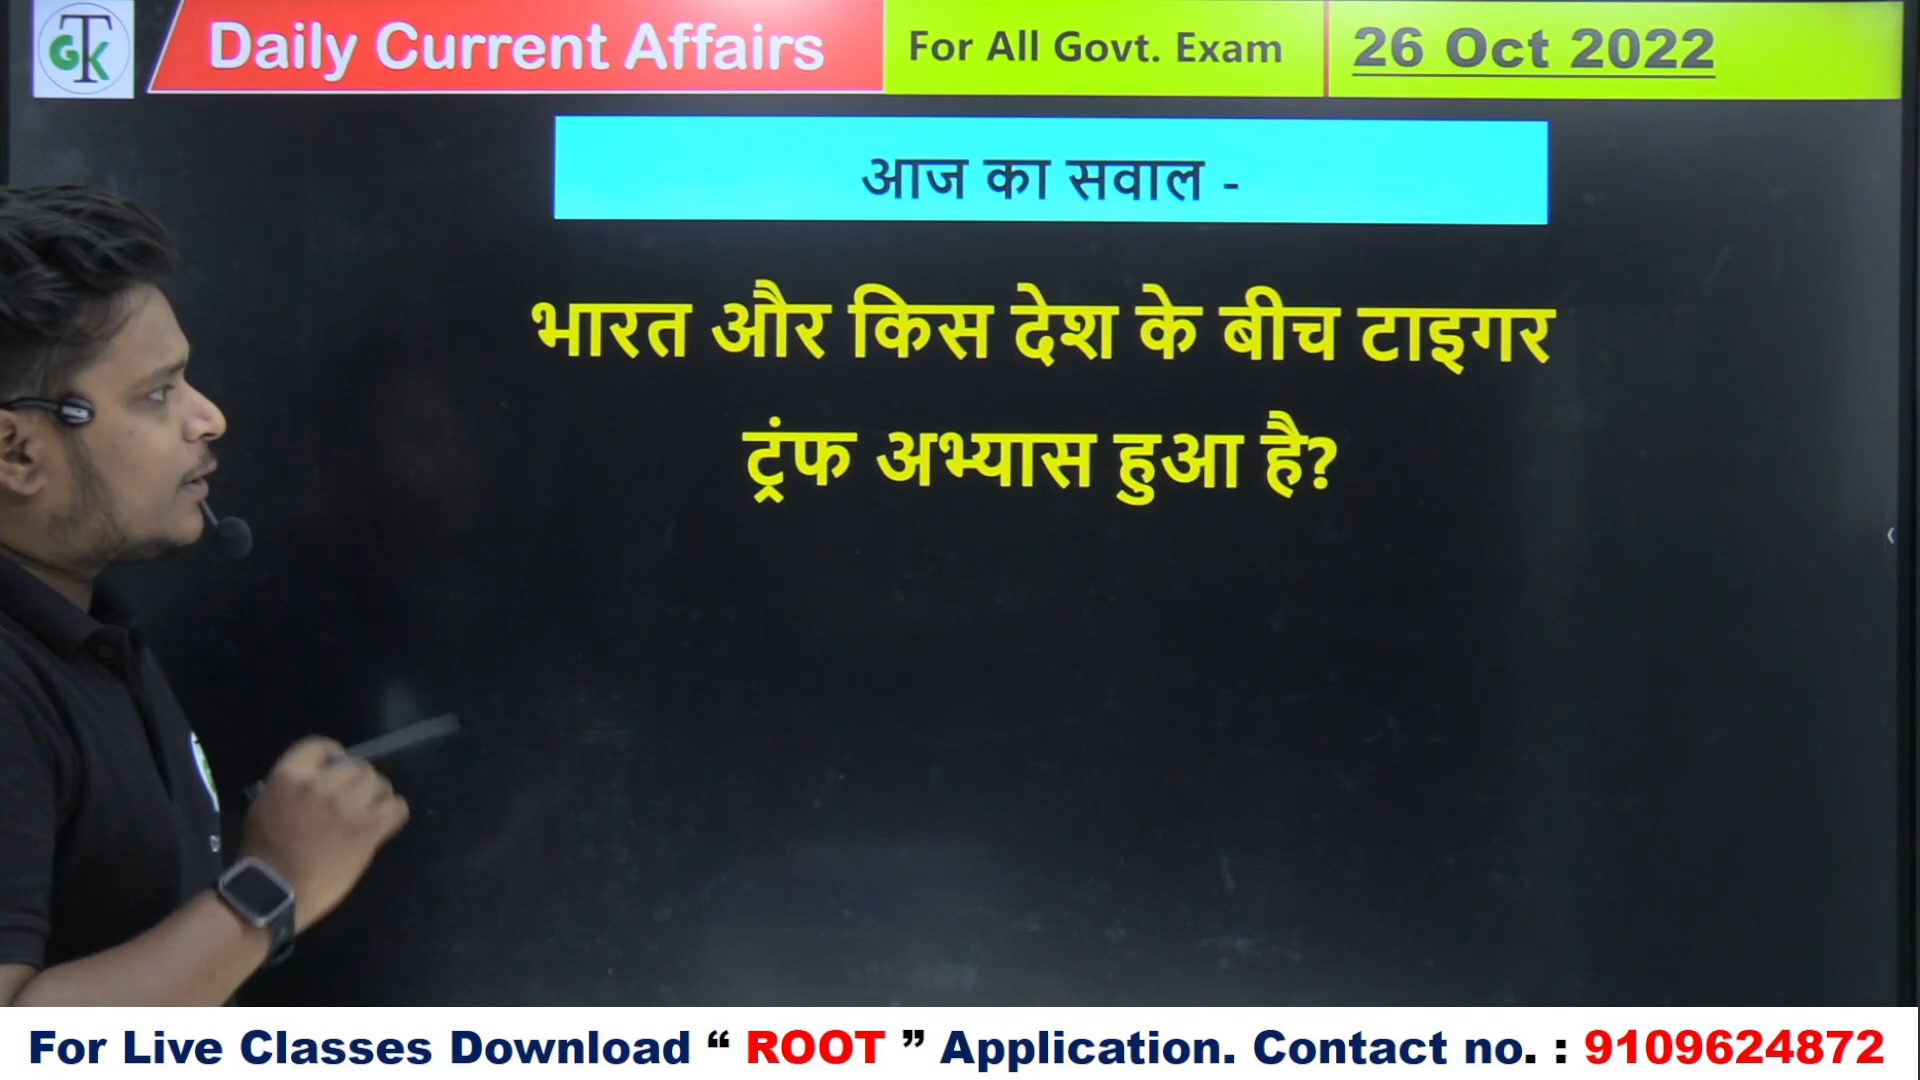 GTK
Daily Current Affairs
For All Govt. Exam
26 Oct 2022
आज का सवाल -
भारत और किस देश के बीच टाइगर
ट्रंफ अभ्यास हुआ है?
For Live Classes Download “ ROOT ” Application. Contact no. : 9109624872